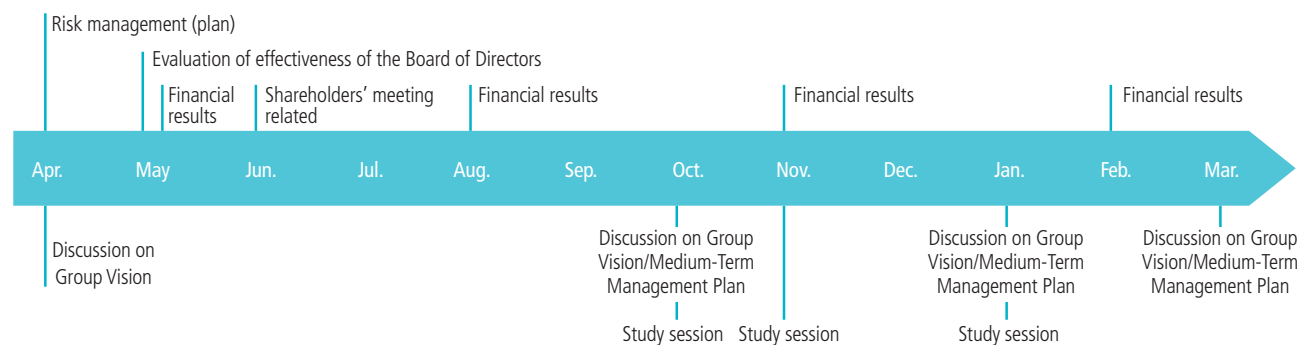 Risk management (plan)
Evaluation of effectiveness of the Board of Directors
Financial
results
Shareholders' meeting
related
Financial results
Financial results
Financial results
Apr.
May
Jun.
Jul.
Aug.
Sep.
Oct.
Nov.
Dec.
Jan.
Feb.
Mar.
Discussion on
Group Vision
Discussion on Group
Vision/Medium-Term
Management Plan
Study session
Study session
Discussion on Group
Vision/Medium-Term
Management Plan
Study session
Discussion on Group
Vision/Medium-Term
Management Plan